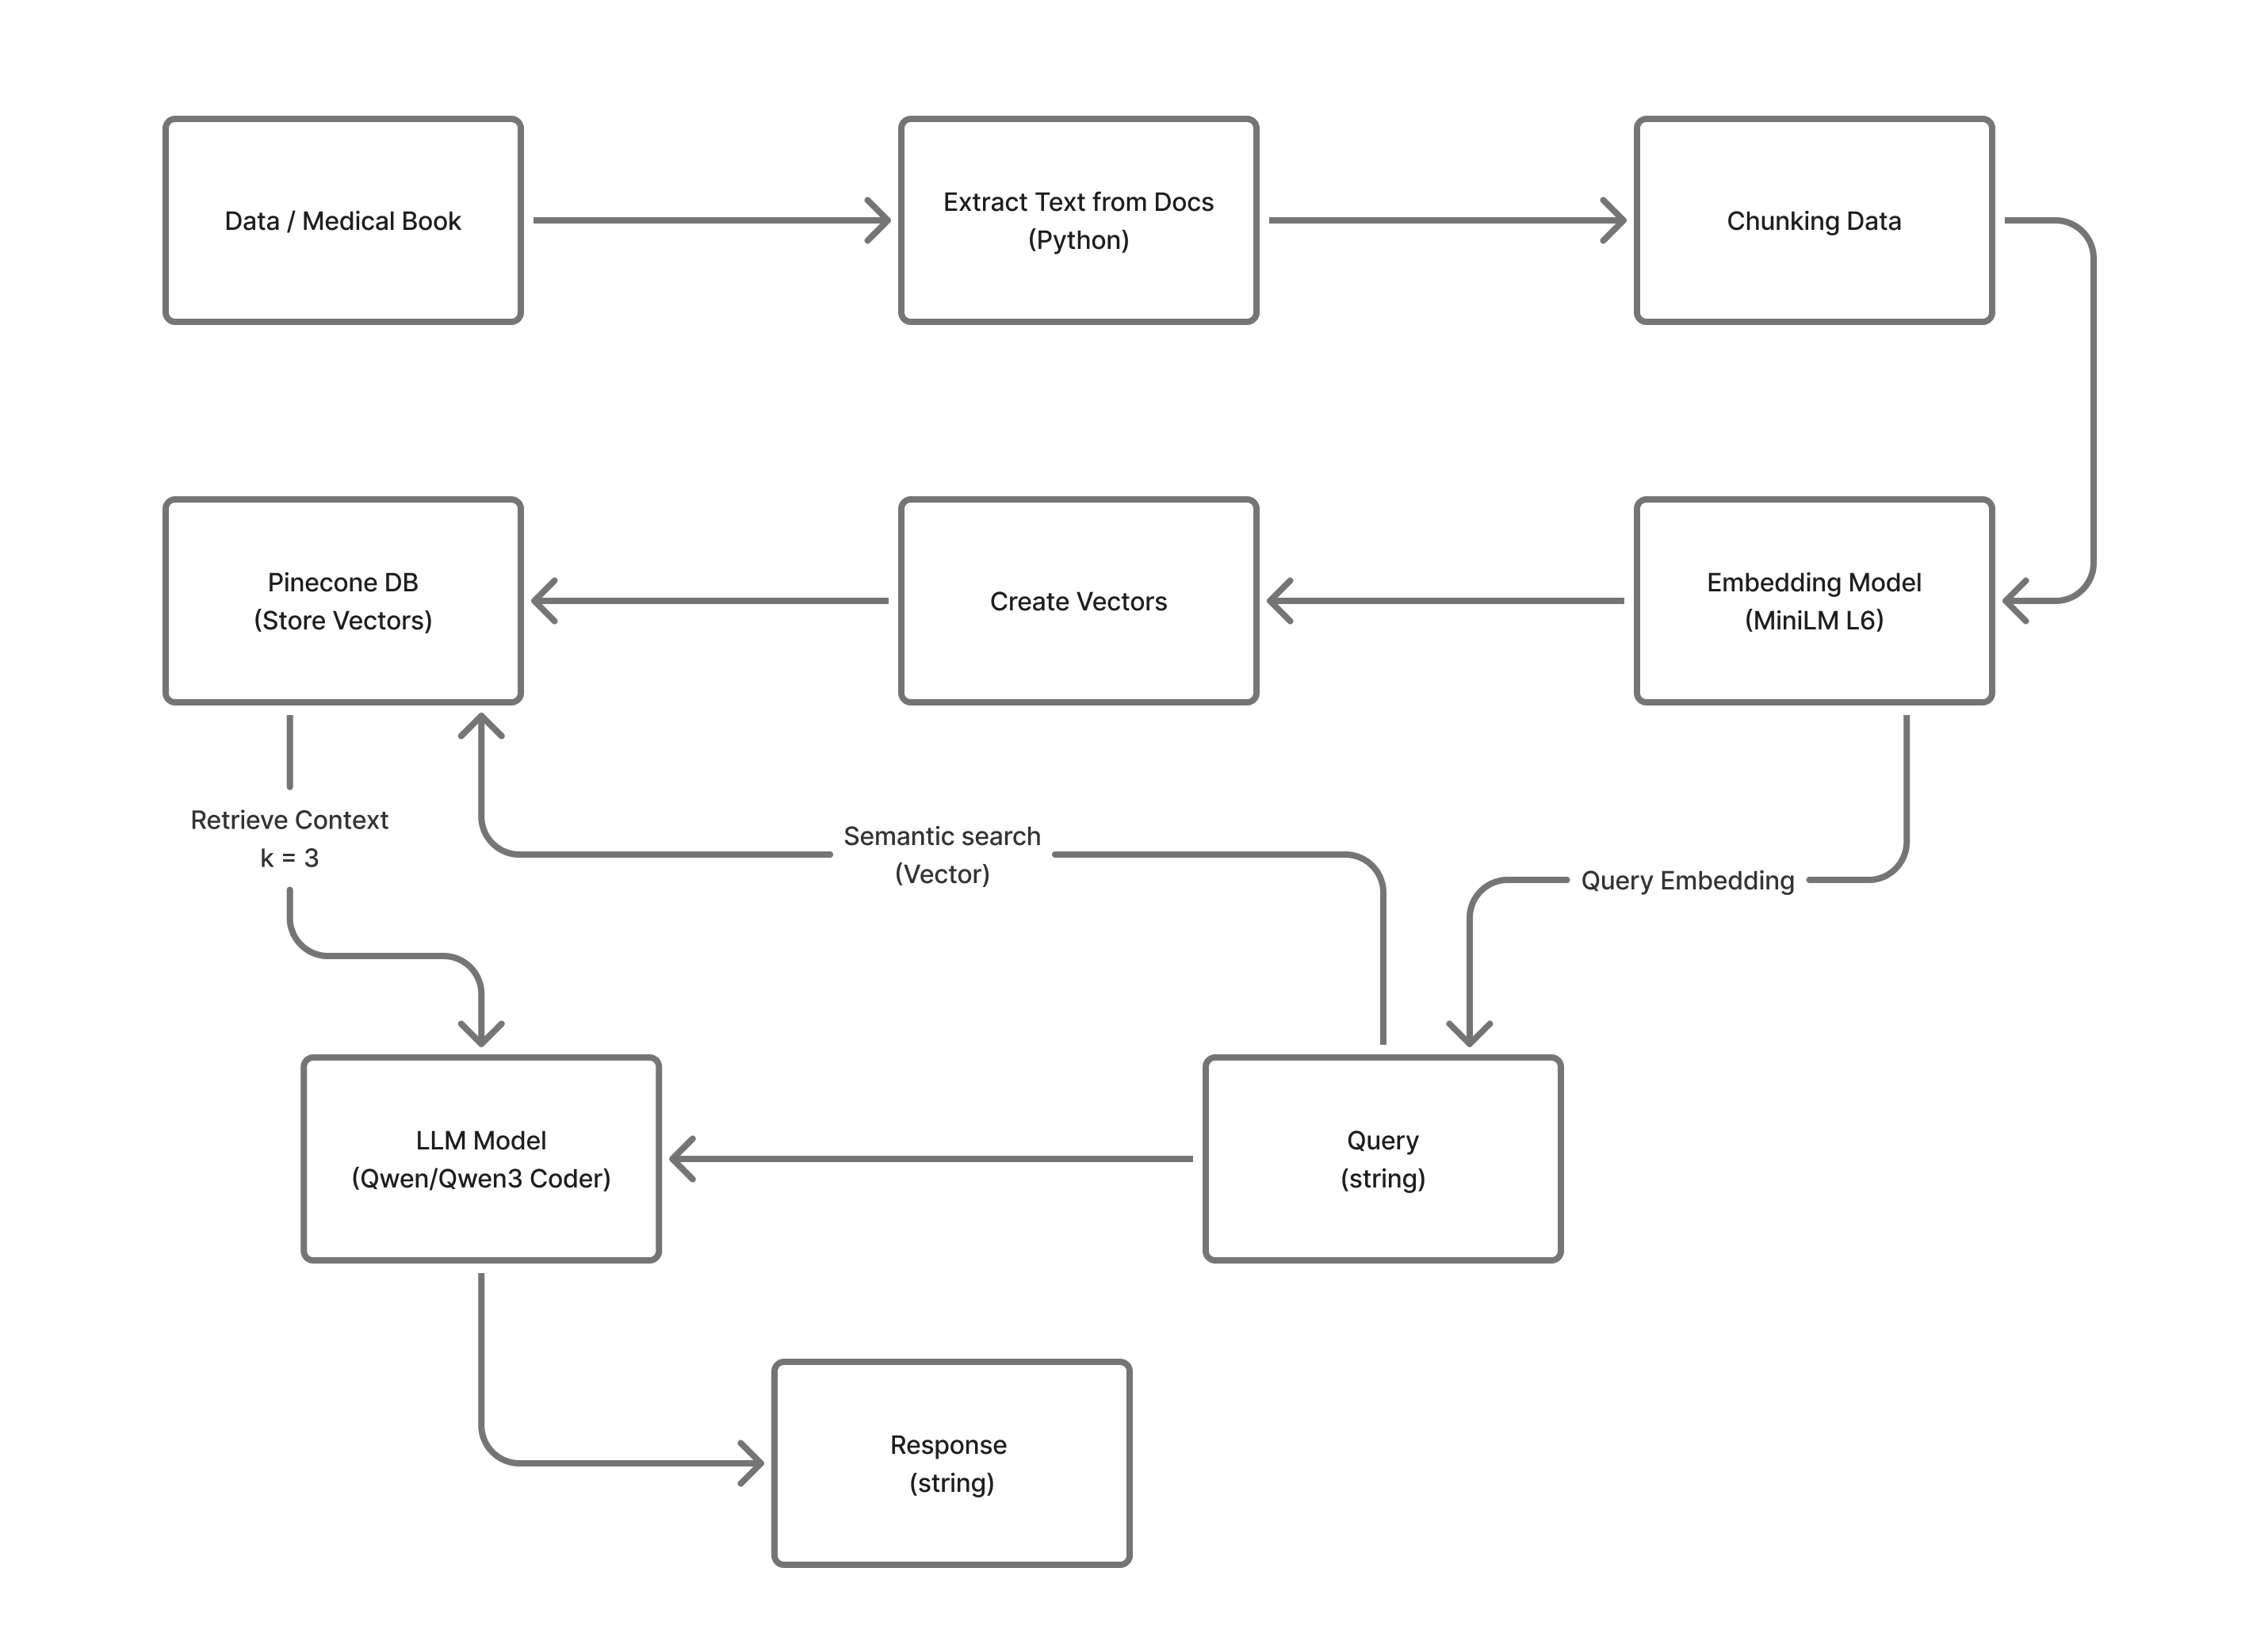 Data / Medical Book
Extract Text from Docs
(Python)
Chunking Data
Pinecone DB
(Store Vectors)
Create Vectors
Embedding Model
(MiniLM L6)
Retrieve Context
k = 3
Semantic search
(Vector)
Query Embedding
LLM Model
(Qwen/Qwen3 Coder)
Query
(string)
Response
(string)